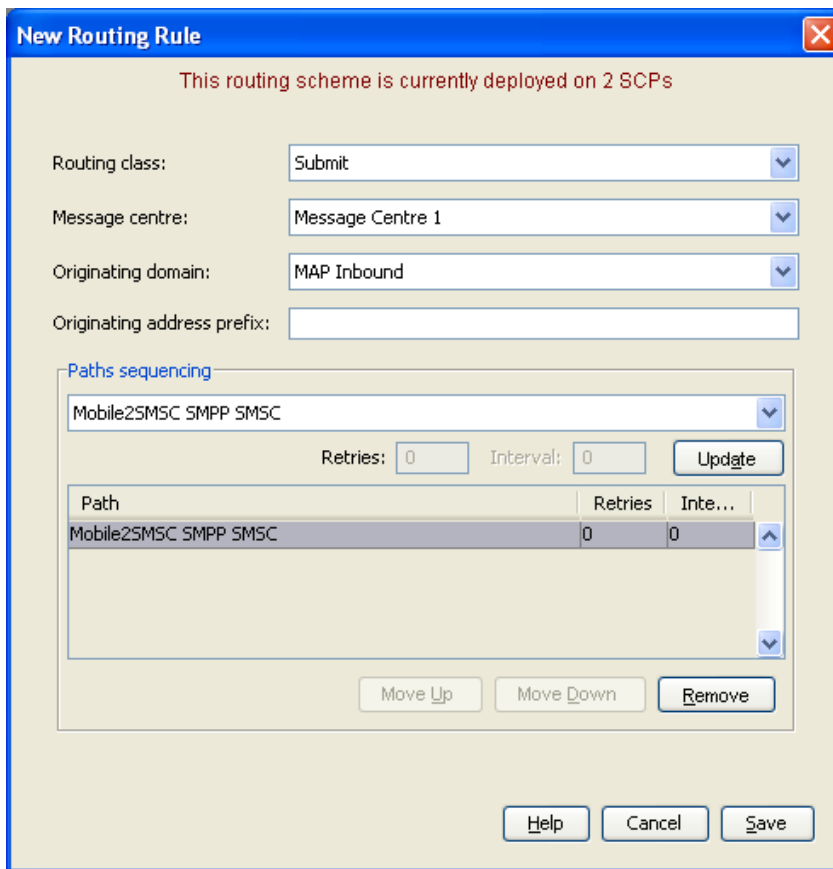 New Routing Rule
This routing scheme is currently deployed on 2 SCPs
Routing class: Submit
Message centre: Message Centre 1
Originating domain: MAP Inbound
Originating address prefix:
Paths sequencing
Mobile2SMSC SMPP SMSC
Retries: 0 Interval: 0 Update
Path Retries Inte...
Mobile2SMSC SMPP SMSC 0 0
Move Up Move Down Remove
Help Cancel Save